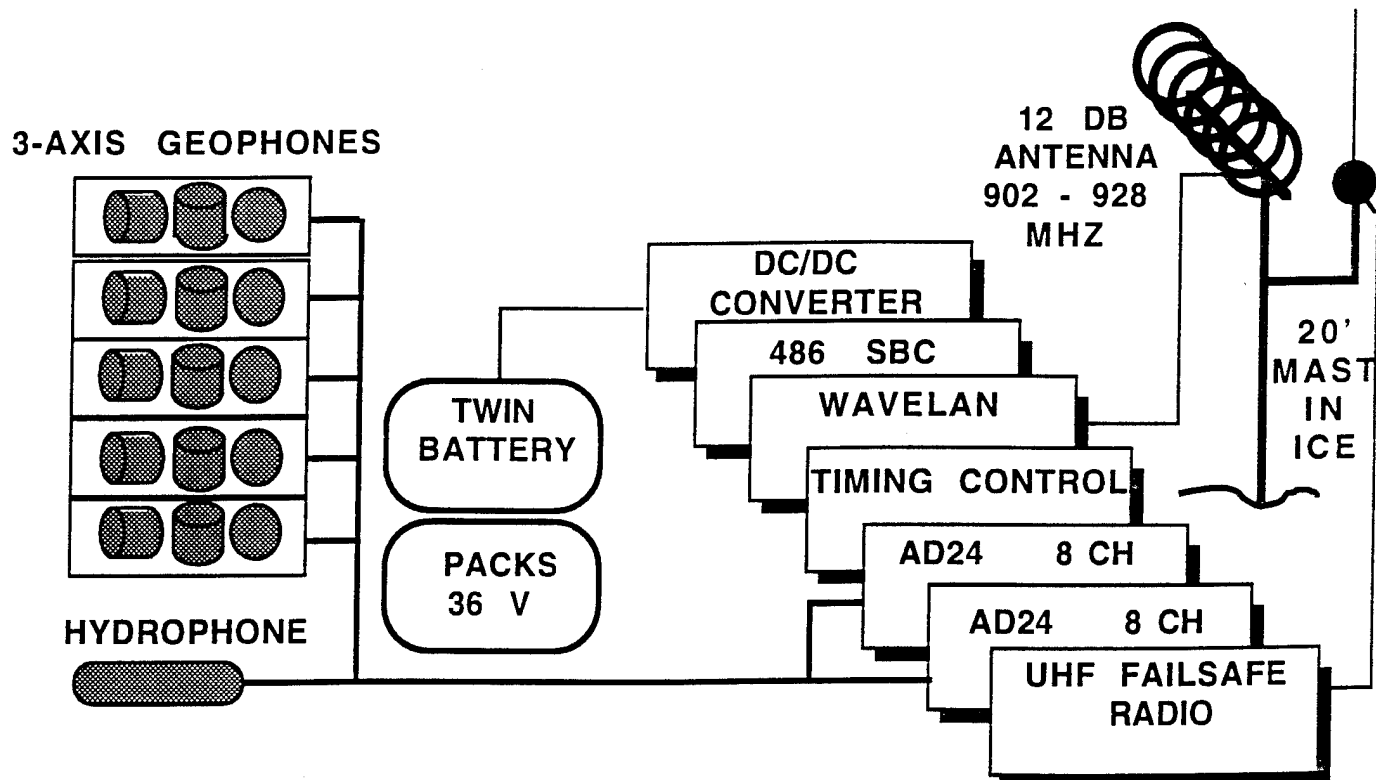 3-AXIS GEOPHONES
12 DB
ANTENNA
902 - 928
MHZ
DC/DC
CONVERTER
486 SBC
WAVELAN
TIMING CONTROL
AD24 8 CH
AD24 8 CH
UHF FAILSAFE
RADIO
20'
MAST
IN
ICE
TWIN
BATTERY
PACKS
36 V
HYDROPHONE